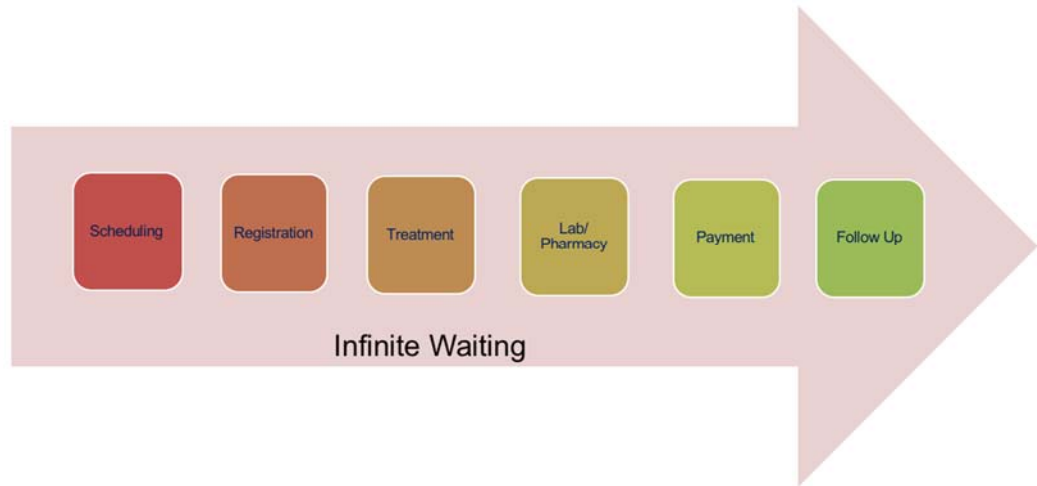 Scheduling
Registration
Treatment
Lab/
Pharmacy
Payment
Follow Up
Infinite Waiting